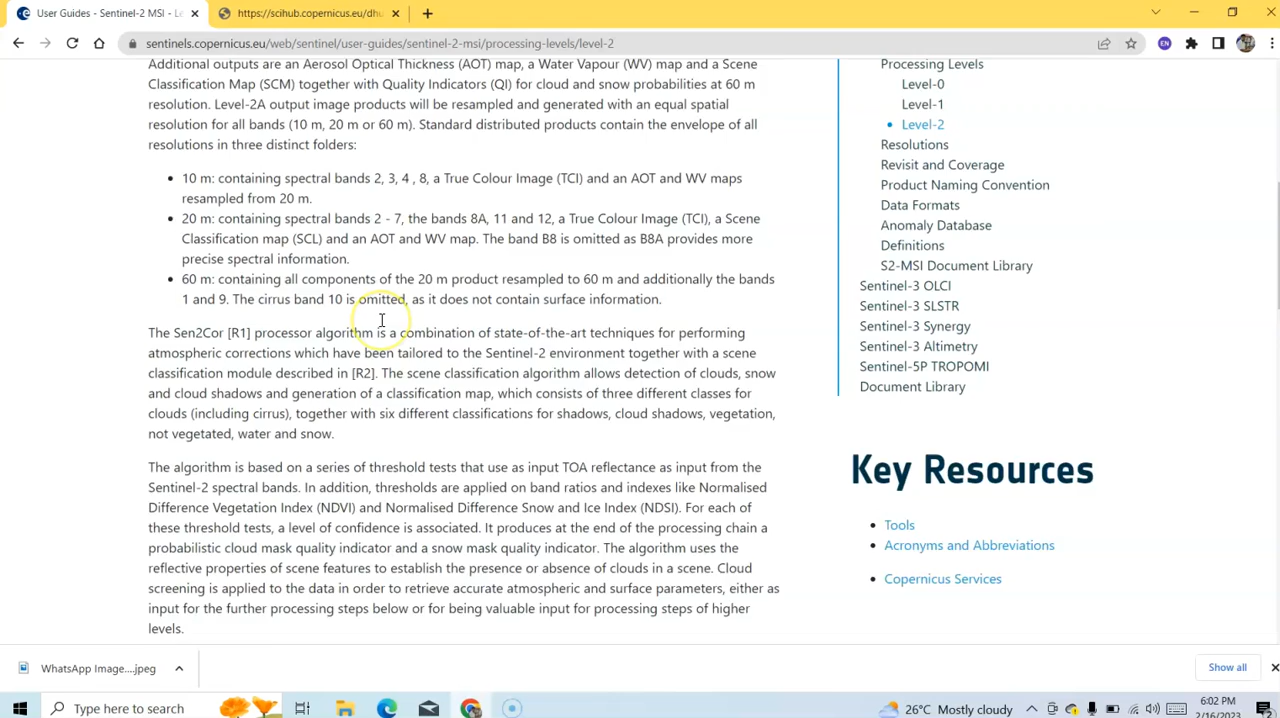 User Guides - Sentinel-2 MSI - Le
https://scihub.copernicus.eu/dhu
sentinels.copernicus.eu/web/sentinel/user-guides/sentinel-2-msi/processing-levels/level-2
EN
Additional outputs are an Aerosol Optical Thickness (AOT) map, a Water Vapour (WV) map and a Scene
Classification Map (SCM) together with Quality Indicators (QI) for cloud and snow probabilities at 60 m
resolution. Level-2A output image products will be resampled and generated with an equal spatial
resolution for all bands (10 m, 20 m or 60 m). Standard distributed products contain the envelope of all
resolutions in three distinct folders:
• 10 m: containing spectral bands 2, 3, 4 , 8, a True Colour Image (TCI) and an AOT and WV maps
resampled from 20 m.
• 20 m: containing spectral bands 2 - 7, the bands 8A, 11 and 12, a True Colour Image (TCI), a Scene
Classification map (SCL) and an AOT and WV map. The band B8 is omitted as B8A provides more
precise spectral information.
• 60 m: containing all components of the 20 m product resampled to 60 m and additionally the bands
1 and 9. The cirrus band 10 is omitted, as it does not contain surface information.
The Sen2Cor [R1] processor algorithm is a combination of state-of-the-art techniques for performing
atmospheric corrections which have been tailored to the Sentinel-2 environment together with a scene
classification module described in [R2]. The scene classification algorithm allows detection of clouds, snow
and cloud shadows and generation of a classification map, which consists of three different classes for
clouds (including cirrus), together with six different classifications for shadows, cloud shadows, vegetation,
not vegetated, water and snow.
The algorithm is based on a series of threshold tests that use as input TOA reflectance as input from the
Sentinel-2 spectral bands. In addition, thresholds are applied on band ratios and indexes like Normalised
Difference Vegetation Index (NDVI) and Normalised Difference Snow and Ice Index (NDSI). For each of
these threshold tests, a level of confidence is associated. It produces at the end of the processing chain a
probabilistic cloud mask quality indicator and a snow mask quality indicator. The algorithm uses the
reflective properties of scene features to establish the presence or absence of clouds in a scene. Cloud
screening is applied to the data in order to retrieve accurate atmospheric and surface parameters, either as
input for the further processing steps below or for being valuable input for processing steps of higher
levels.
Processing Levels
Level-0
Level-1
• Level-2
Resolutions
Revisit and Coverage
Product Naming Convention
Data Formats
Anomaly Database
Definitions
S2-MSI Document Library
Sentinel-3 OLCI
Sentinel-3 SLSTR
Sentinel-3 Synergy
Sentinel-3 Altimetry
Sentinel-5P TROPOMI
Document Library
Key Resources
• Tools
• Acronyms and Abbreviations
• Copernicus Services
WhatsApp Image....jpeg
Show all
Type here to search
26°C Mostly cloudy
6:02 PM
2/16/2023